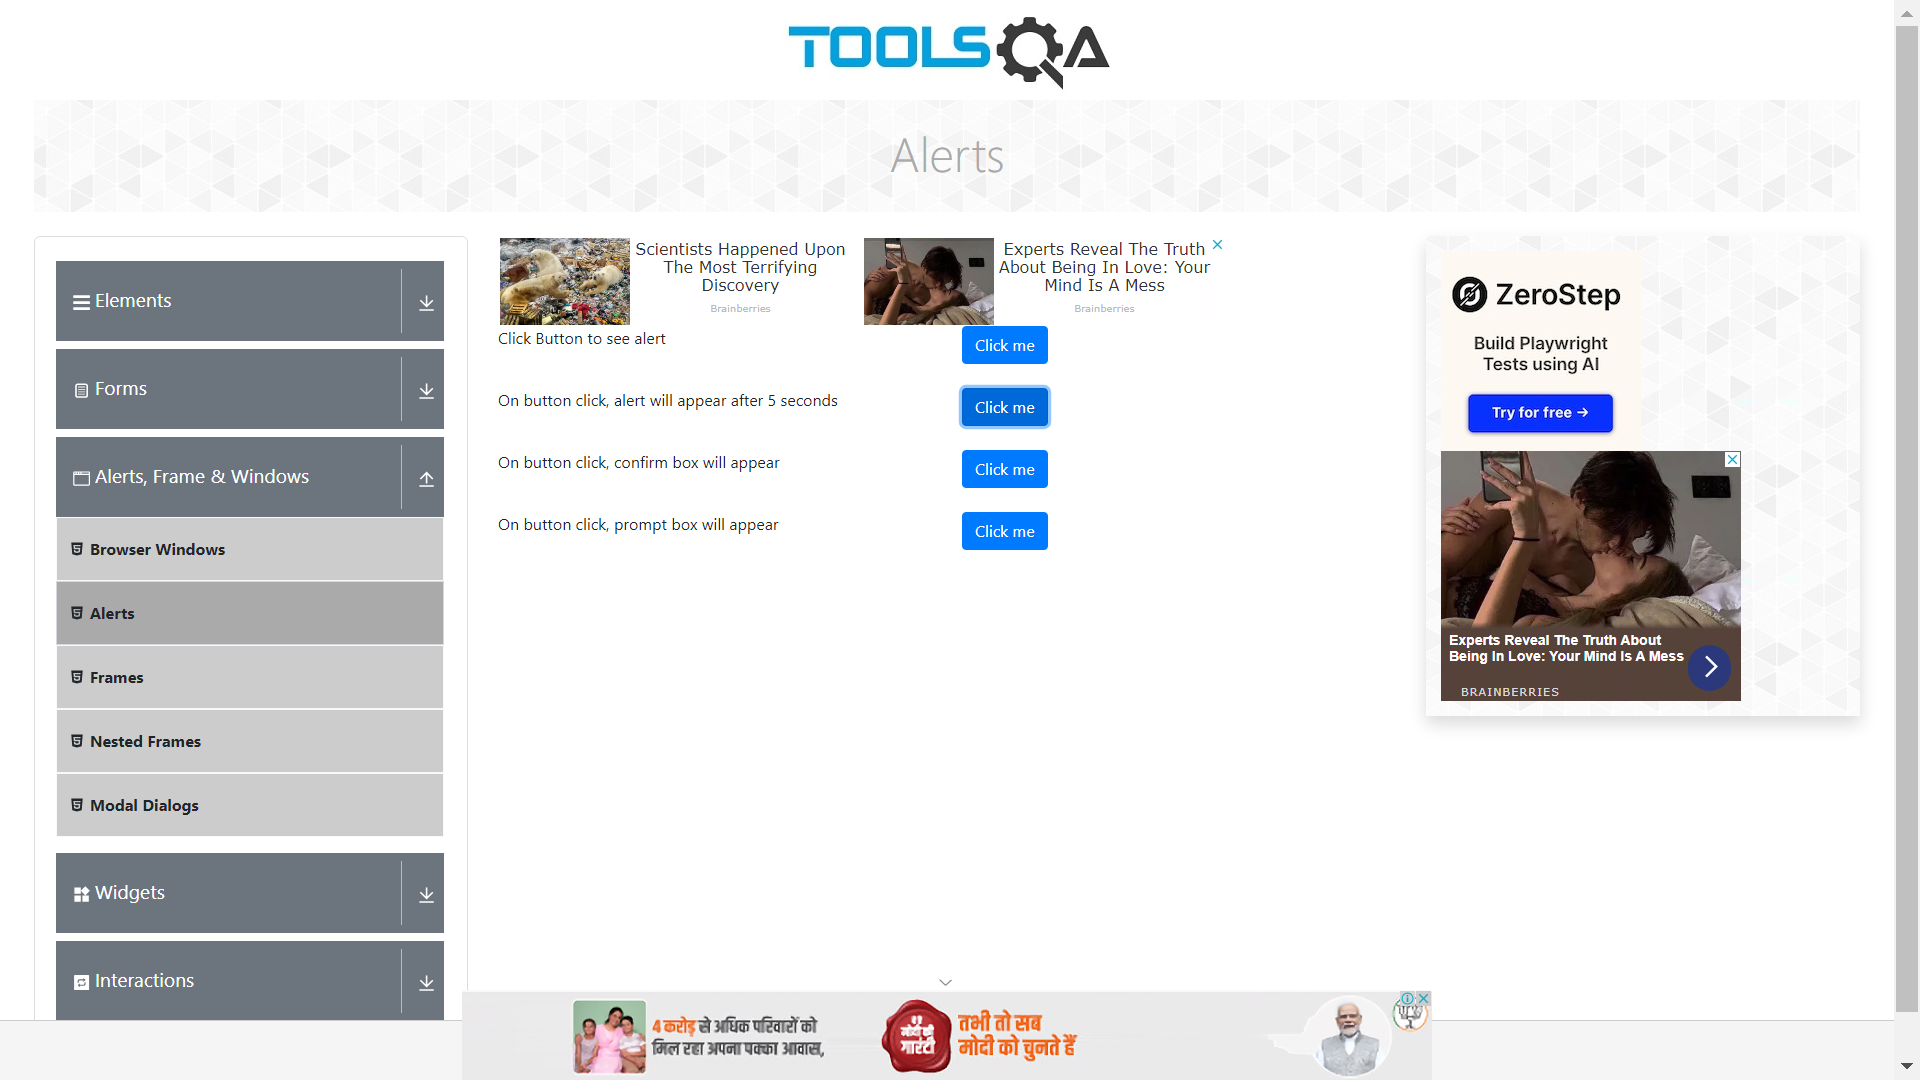 TOOLSQA
Alerts
Elements
Forms
Alerts, Frame & Windows
Browser Windows
Alerts
Frames
Nested Frames
Modal Dialogs
Widgets
Interactions
Scientists Happened Upon
The Most Terrifying
Discovery
Brainberries
Experts Reveal The Truth
About Being In Love: Your
Mind Is A Mess
Brainberries
Click Button to see alert
Click me
On button click, alert will appear after 5 seconds
Click me
On button click, confirm box will appear
Click me
On button click, prompt box will appear
Click me
ZeroStep
Build Playwright
Tests using AI
Try for free →
Experts Reveal The Truth About
Being In Love: Your Mind Is A Mess
BRAINBERRIES
4 करोड़ से अधिक परिवारों को
मिल रहा अपना पक्का आवास,
मोदी की
गारंटी
तभी तो सब
मोदी को चुनते हैं